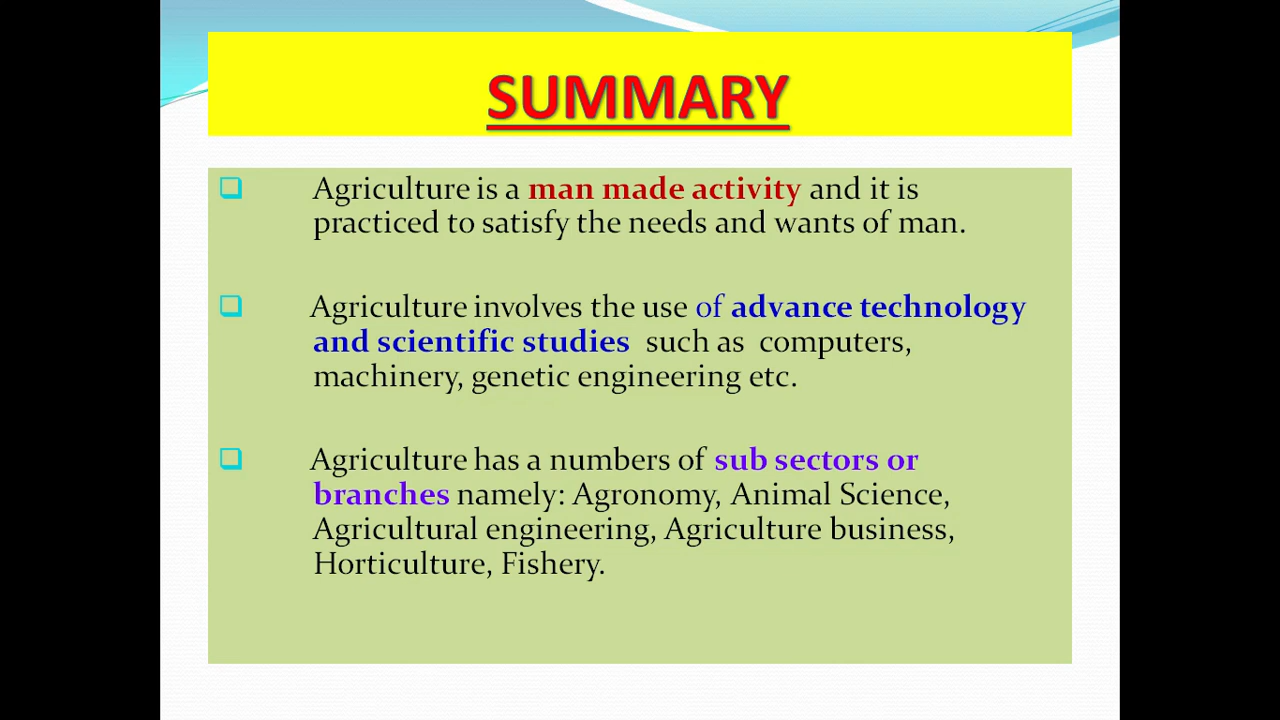 SUMMARY
Agriculture is a man made activity and it is
practiced to satisfy the needs and wants of man.
Agriculture involves the use of advance technology
and scientific studies such as computers,
machinery, genetic engineering etc.
Agriculture has a numbers of sub sectors or
branches namely: Agronomy, Animal Science,
Agricultural engineering, Agriculture business,
Horticulture, Fishery.